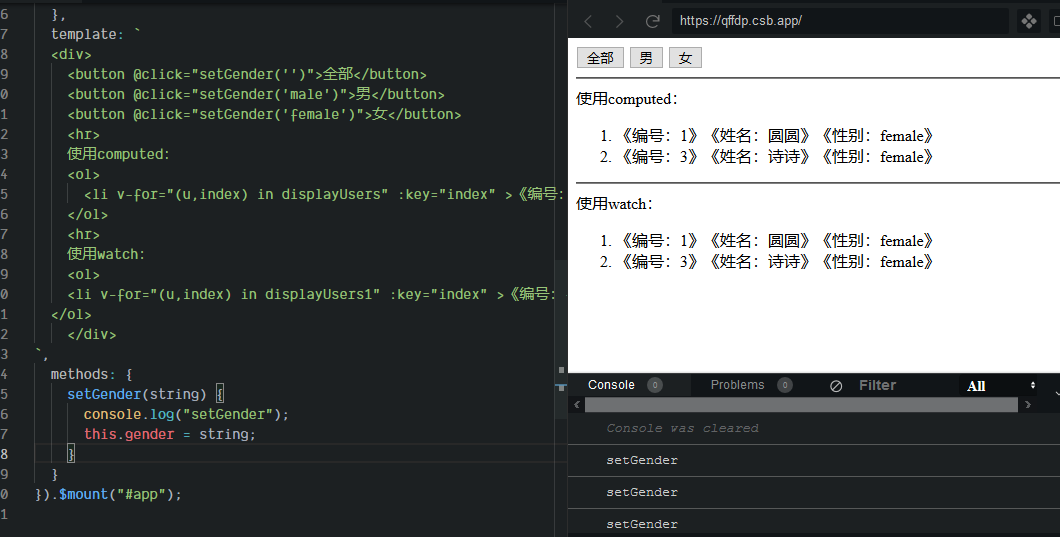 6 },
7 template: `
8 <div>
9 <button @click="setGender('')">全部</button>
0 <button @click="setGender('male')">男</button>
1 <button @click="setGender('female')">女</button>
2 <hr>
3 使用computed：
4 <ol>
5 <li v-for="(u,index) in displayUsers" :key="index" >《编号：
6 </ol>
7 <hr>
8 使用watch：
9 <ol>
0 <li v-for="(u,index) in displayUsers1" :key="index" >《编号：
1 </ol>
2 </div>
3 `,
4 methods: {
5 setGender(string) {
6 console.log("setGender");
7 this.gender = string;
8 }
9 }
0 }).$mount("#app");
1
https://qffdp.csb.app/
全部 男 女
使用computed：
1. 《编号：1》《姓名：圆圆》《性别：female》
2. 《编号：3》《姓名：诗诗》《性别：female》
使用watch：
1. 《编号：1》《姓名：圆圆》《性别：female》
2. 《编号：3》《姓名：诗诗》《性别：female》
Console 0 Problems 0 Filter All
Console was cleared
setGender
setGender
setGender